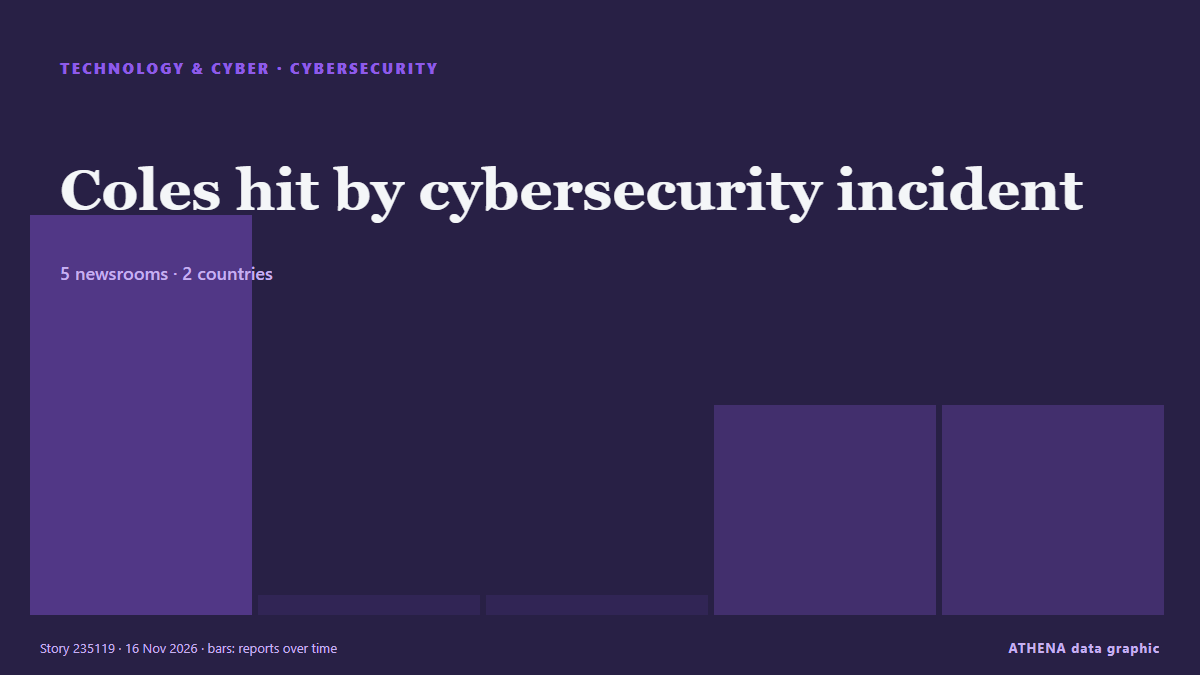 TECHNOLOGY & CYBER · CYBERSECURITY
Coles hit by cybersecurity incident
5 newsrooms · 2 countries
Story 235119 · 16 Nov 2026 · bars: reports over time
ATHENA data graphic